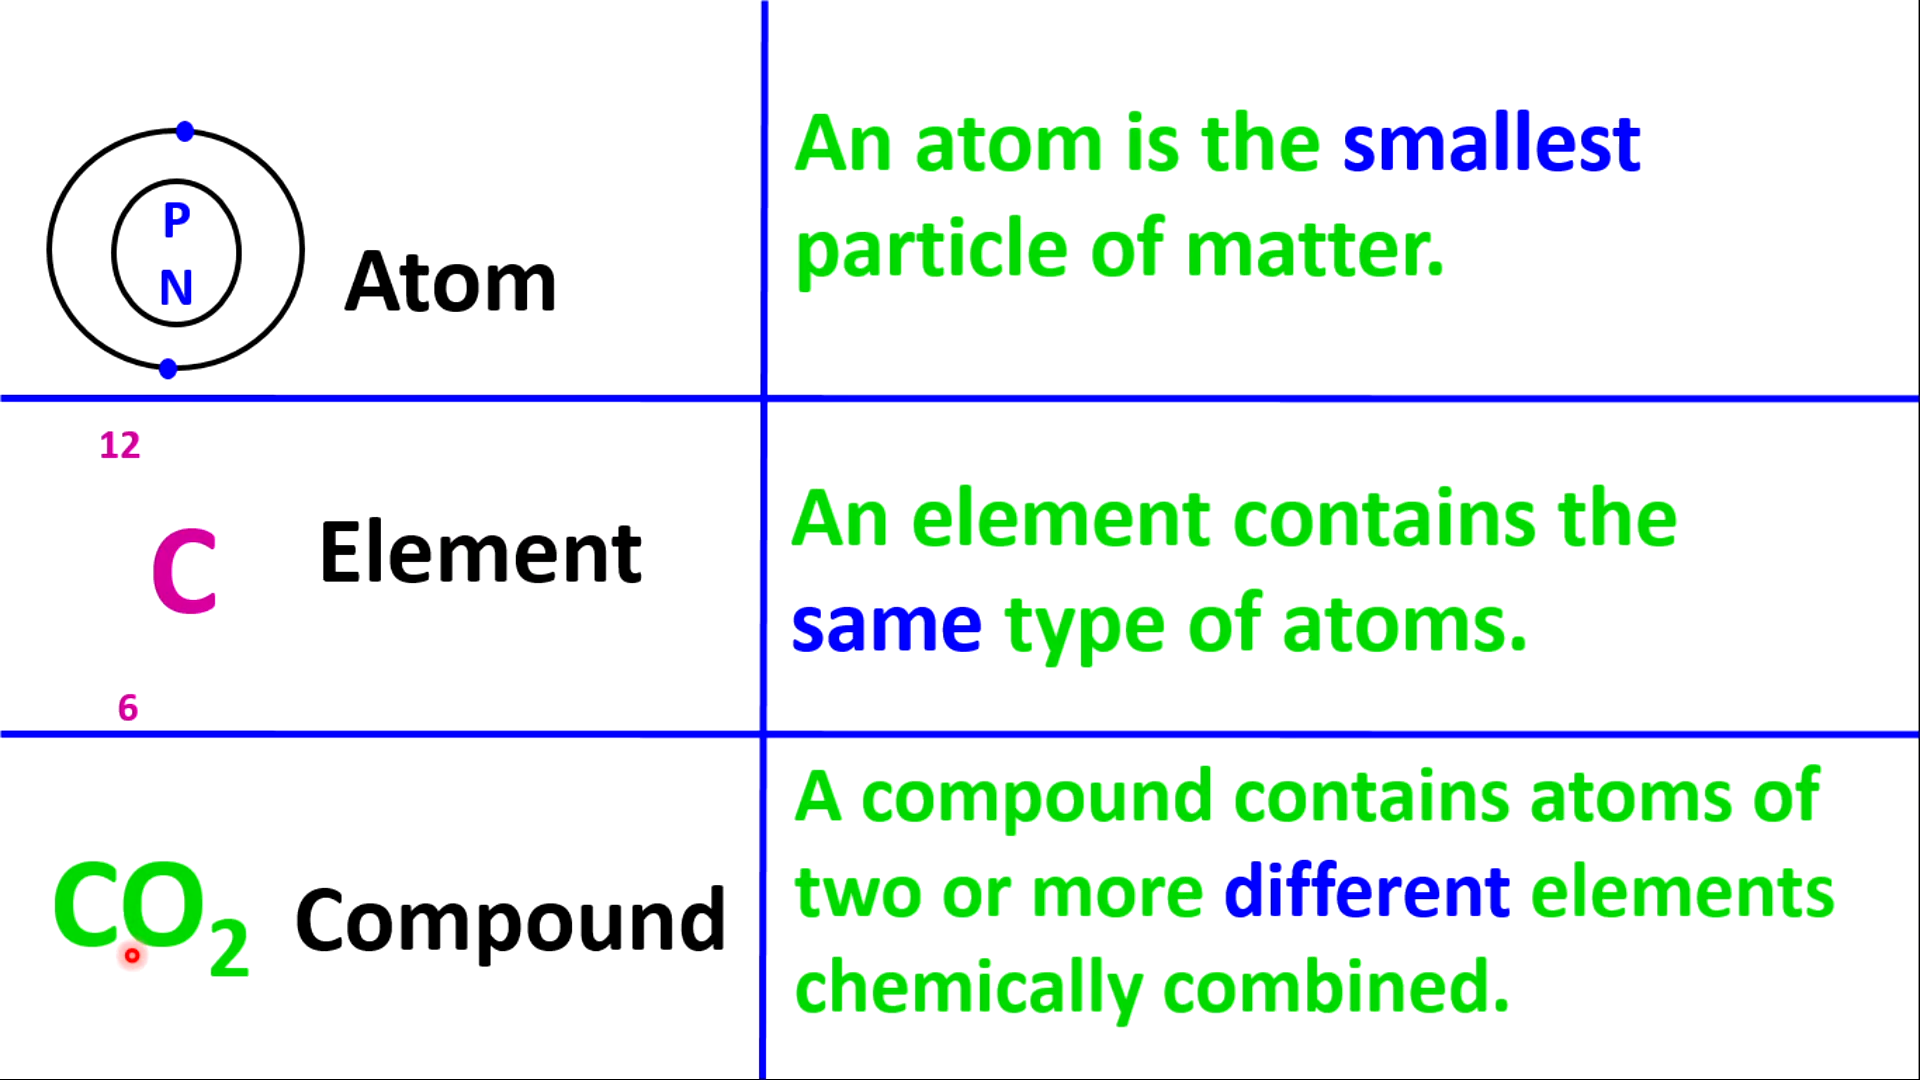 P
N
Atom
An atom is the smallest
particle of matter.
12
C
6
Element
An element contains the
same type of atoms.
CO₂
Compound
A compound contains atoms of
two or more different elements
chemically combined.